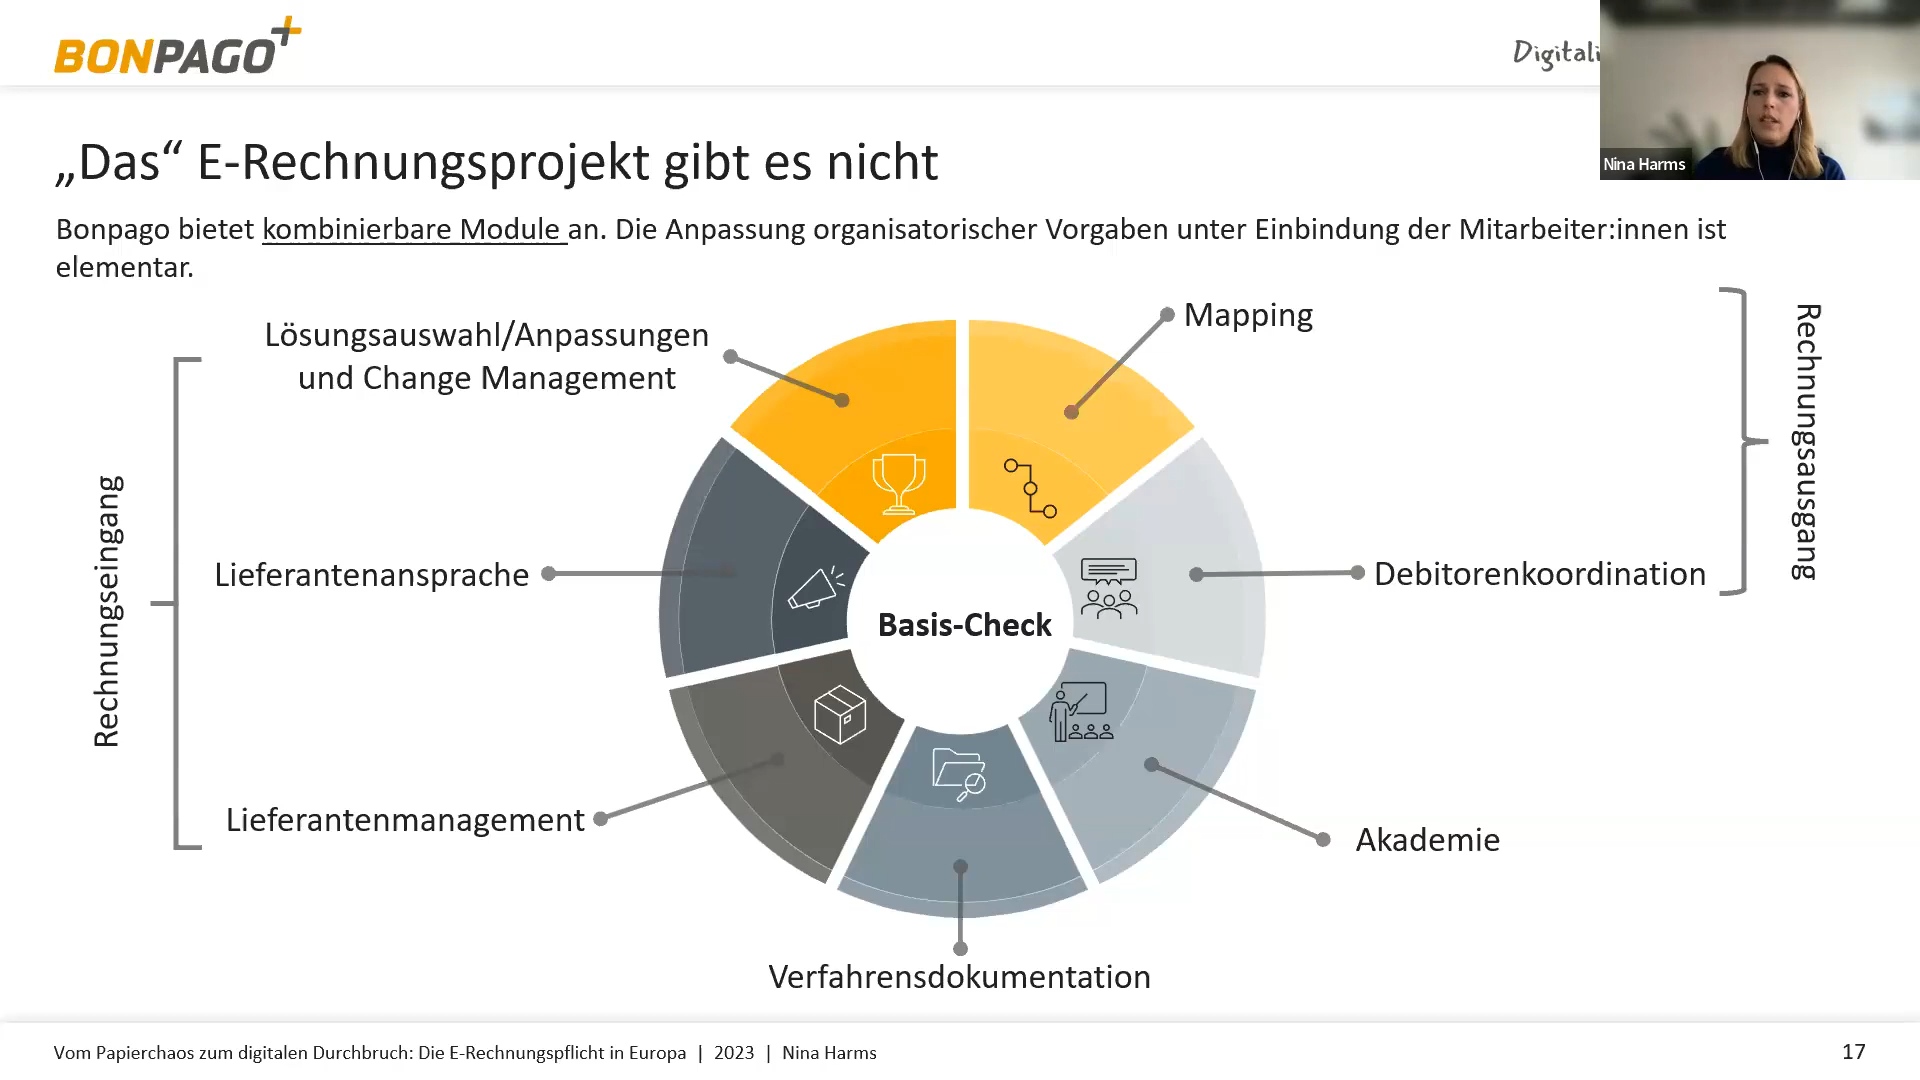 BONPAGO
Nina Harms
„Das“ E-Rechnungsprojekt gibt es nicht
Bonpago bietet kombinierbare Module an. Die Anpassung organisatorischer Vorgaben unter Einbindung der Mitarbeiter:innen ist
elementar.
Lösungsauswahl/Anpassungen
und Change Management
Mapping
Rechnungseingang
Rechnungsausgang
Lieferantenansprache
Debitorenkoordination
Basis-Check
Lieferantenmanagement
Akademie
Verfahrensdokumentation
Vom Papierchaos zum digitalen Durchbruch: Die E-Rechnungspflicht in Europa | 2023 | Nina Harms
17